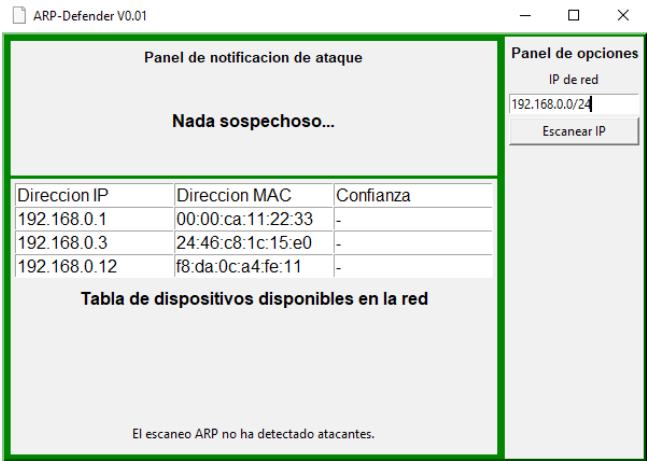 ARP-Defender V0.01
Panel de notificacion de ataque
Nada sospechoso...
Direccion IP Direccion MAC Confianza
192.168.0.1 00:00:ca:11:22:33 -
192.168.0.3 24:46:c8:1c:15:e0 -
192.168.0.12 f8:da:0c:a4:fe:11 -
Tabla de dispositivos disponibles en la red
El escaneo ARP no ha detectado atacantes.
Panel de opciones
IP de red
192.168.0.0/24
Escanear IP